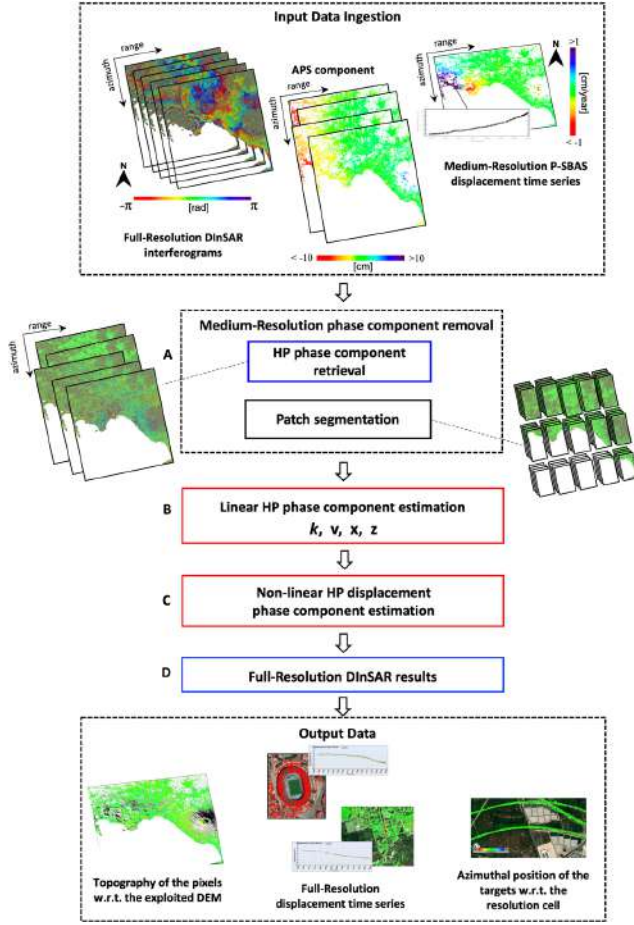 Input Data Ingestion
range
azimuth
N
-π
[rad]
π
Full-Resolution DInSAR
interferograms
APS component
range
azimuth
< -10
[cm]
>10
range
azimuth
N
>1
[cm/year]
< -1
Medium-Resolution P-SBAS
displacement time series
range
azimuth
A
Medium-Resolution phase component removal
HP phase component
retrieval
Patch segmentation
B
Linear HP phase component estimation
k, v, x, z
C
Non-linear HP displacement
phase component estimation
D
Full-Resolution DInSAR results
Output Data
Topography of the pixels
w.r.t. the exploited DEM
Full-Resolution
displacement time series
Azimuthal position of the
targets w.r.t. the
resolution cell